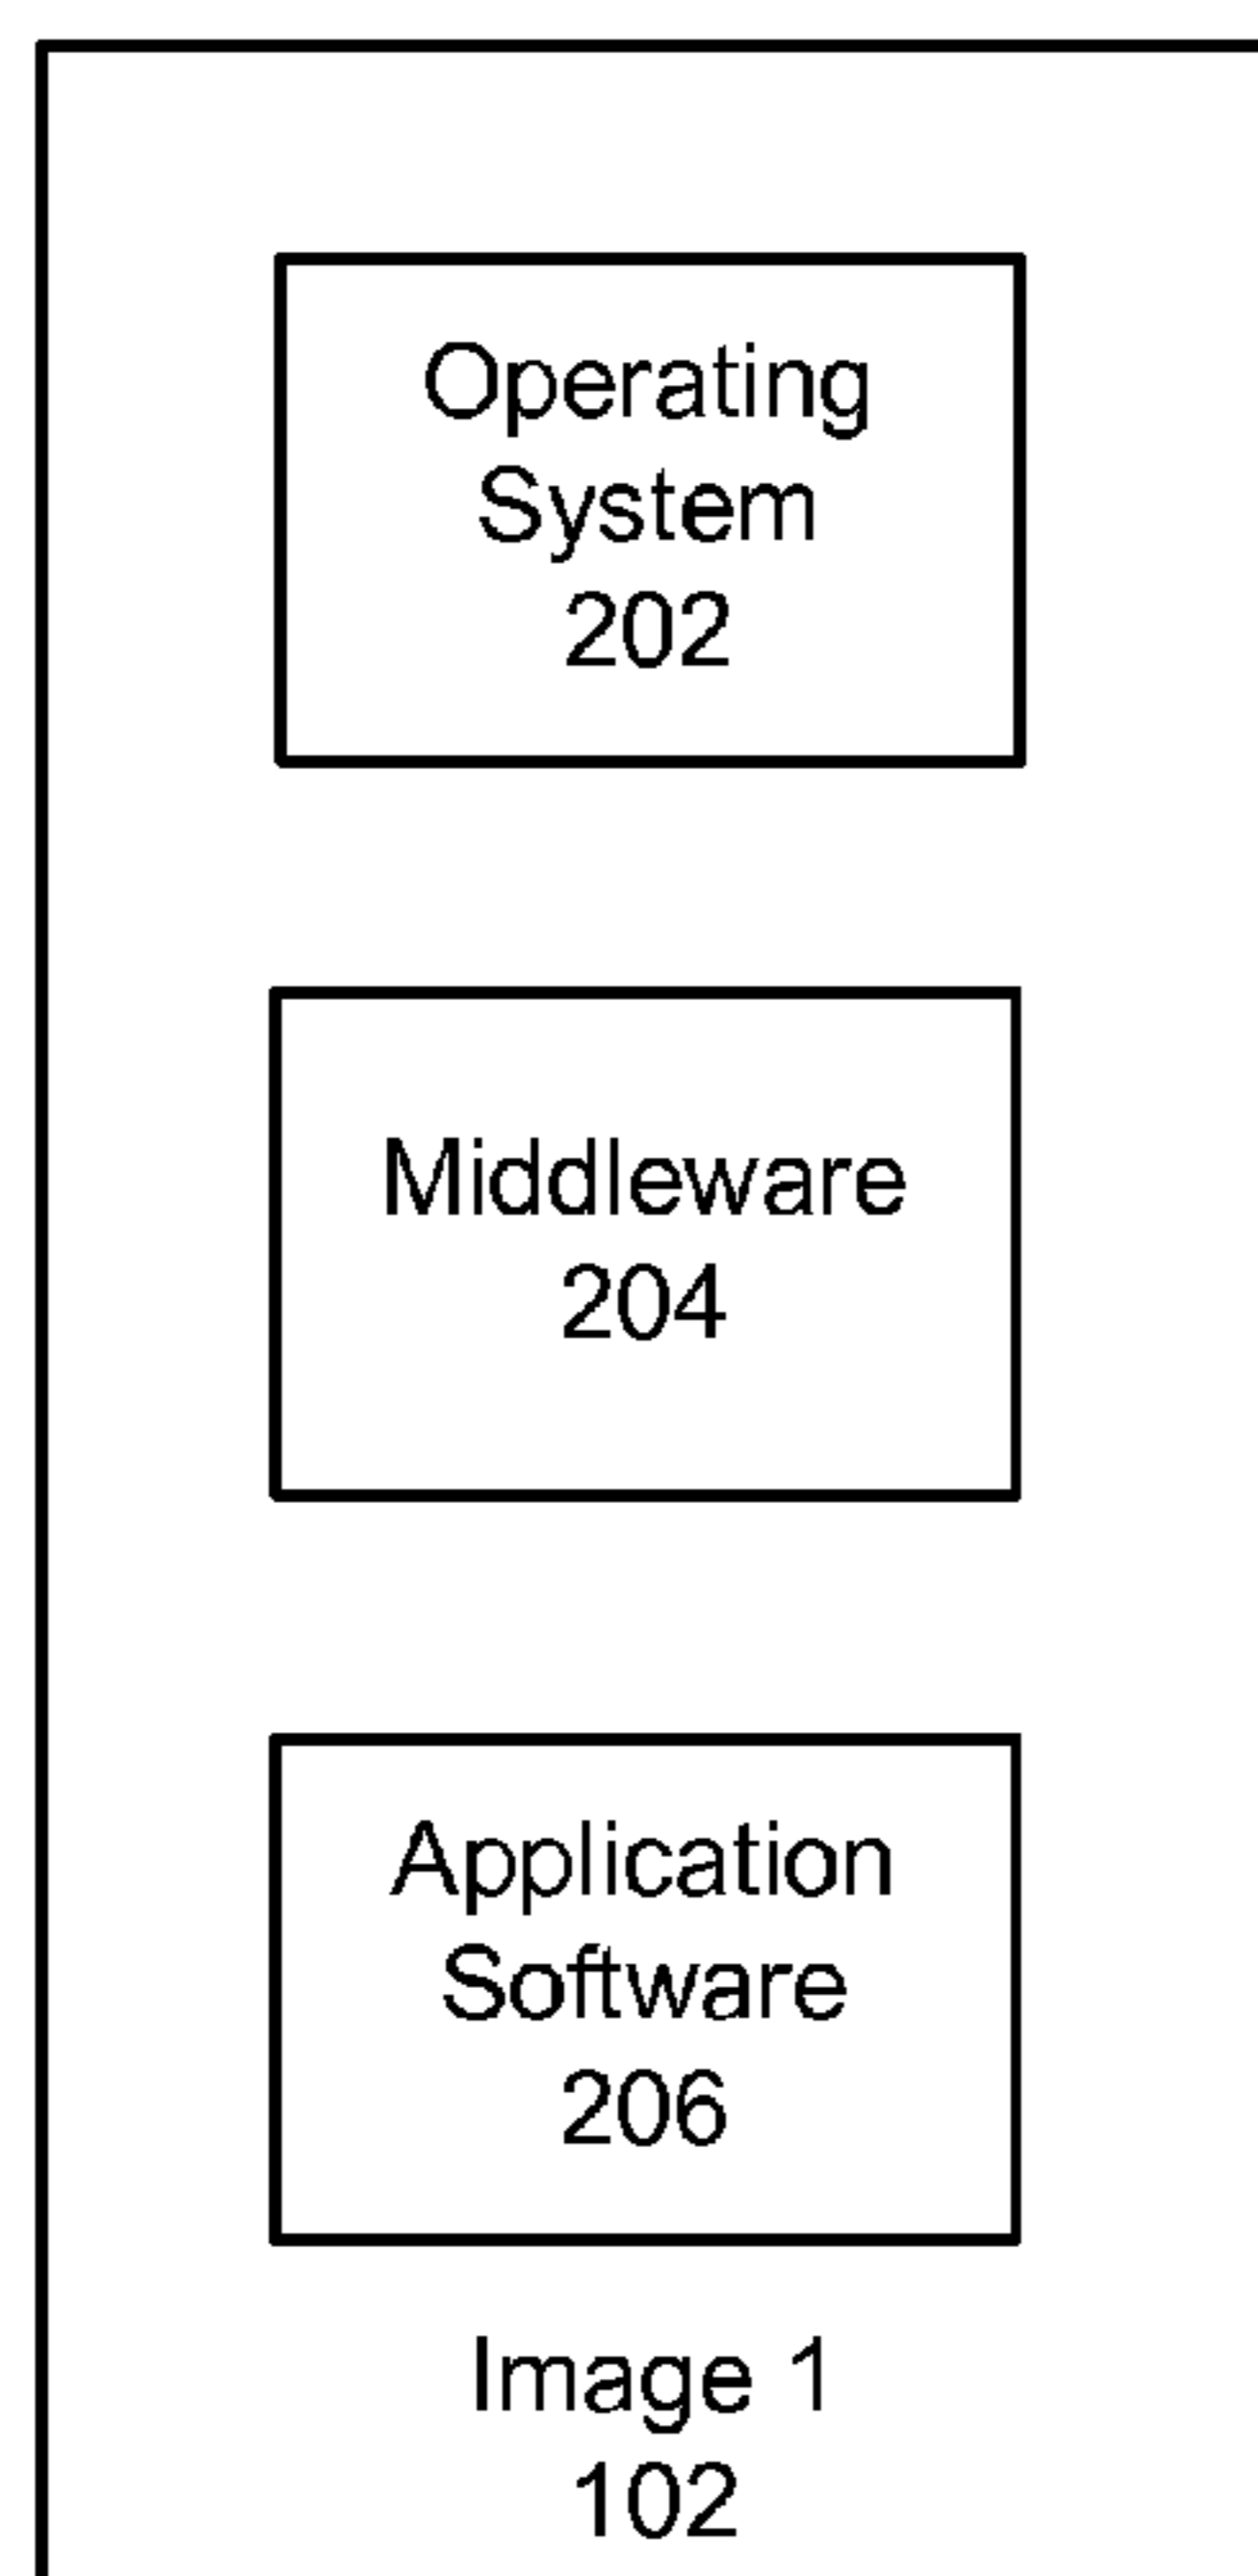 Operating
System
202
Middleware
204
Application
Software
206
Image 1
102